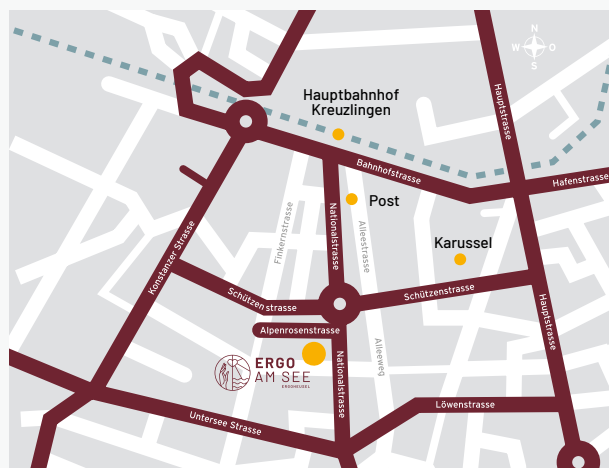 N
W O
S
Hauptbahnhof
Kreuzlingen
Hauptstrasse
Bahnhofstrasse
Hafenstrasse
Post
Finkernstrasse
Nationalstrasse
Alleestrasse
Karussel
Konstanzer Strasse
Schützenstrasse
Schützenstrasse
Hauptstrasse
Alpenrosenstrasse
ERGO
AM SEE
Nationalstrasse
Alleeweg
Löwenstrasse
Untersee Strasse